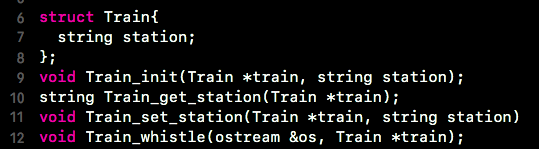 6 struct Train{
7 string station;
8 };
9 void Train_init(Train *train, string station);
10 string Train_get_station(Train *train);
11 void Train_set_station(Train *train, string station)
12 void Train_whistle(ostream &os, Train *train);